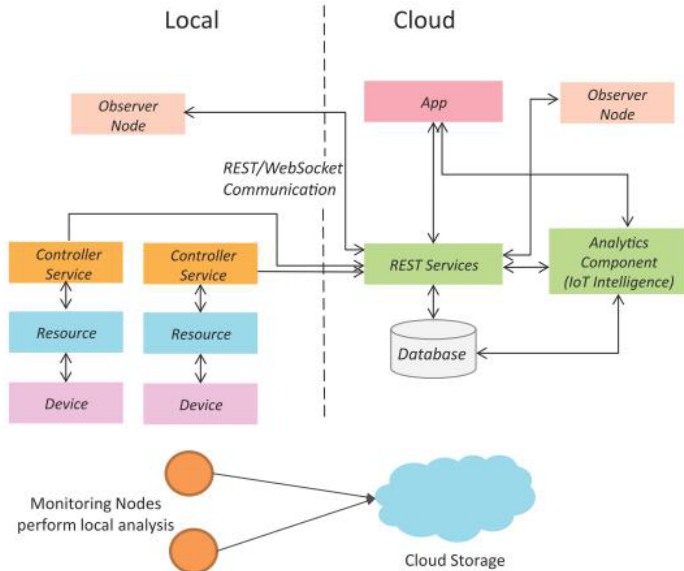 Local
Cloud
Observer
Node
App
Observer
Node
REST/WebSocket
Communication
Controller
Service
Controller
Service
REST Services
Analytics
Component
(IoT Intelligence)
Resource
Resource
Database
Device
Device
Monitoring Nodes
perform local analysis
Cloud Storage